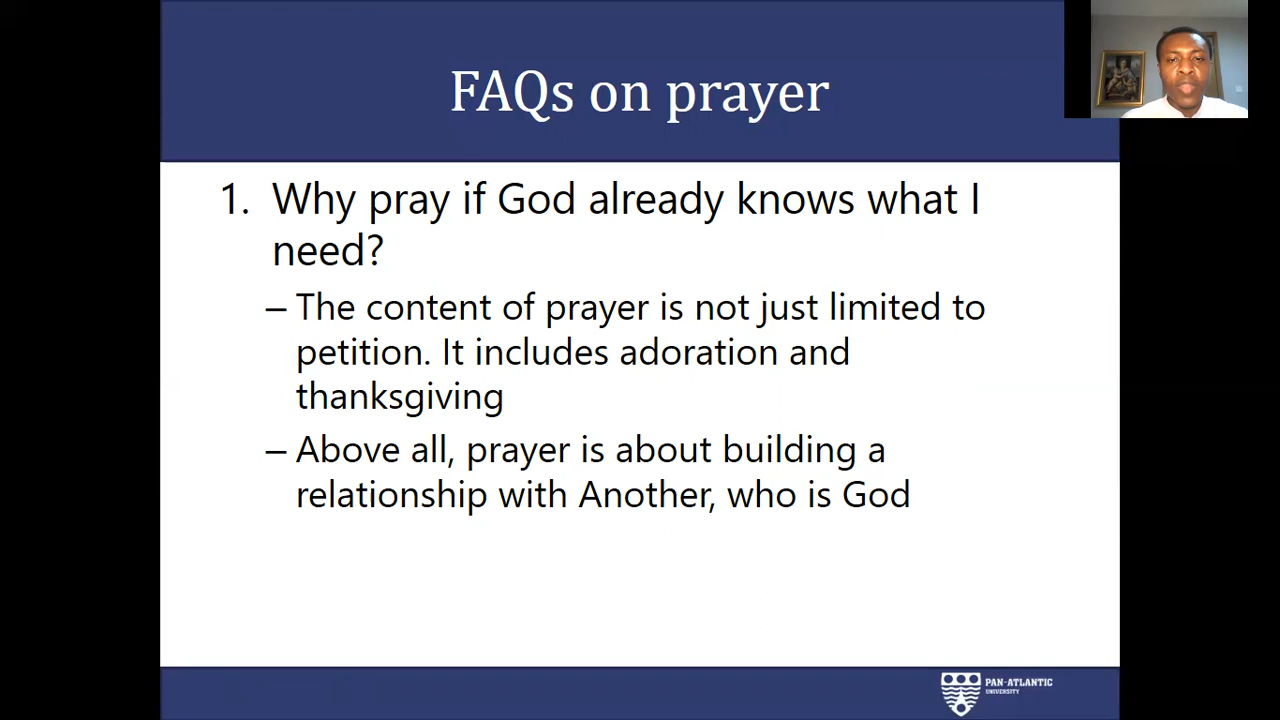 FAQs on prayer
1. Why pray if God already knows what I
need?
– The content of prayer is not just limited to
petition. It includes adoration and
thanksgiving
– Above all, prayer is about building a
relationship with Another, who is God
PAN-ATLANTIC
UNIVERSITY